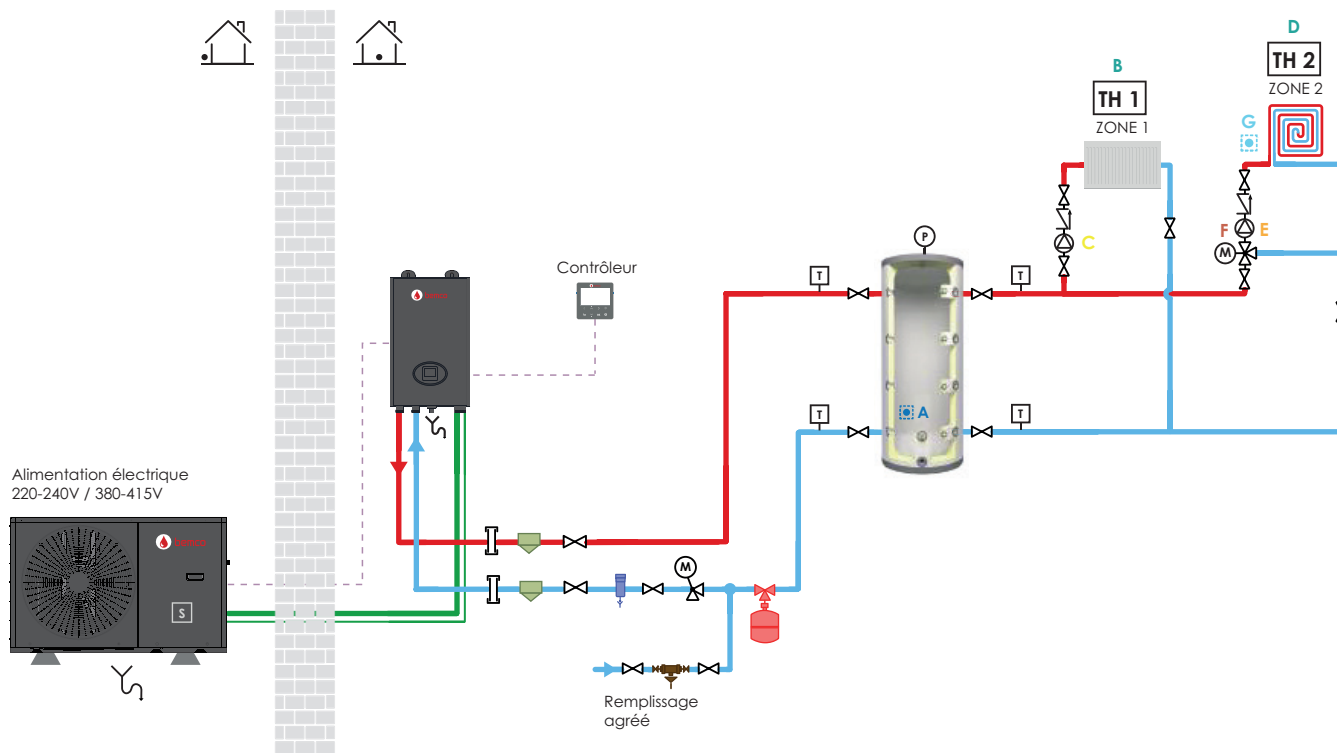 D
TH 2
ZONE 2
B
TH 1
ZONE 1
G
F
E
M
C
P
Contrôleur
T
T
A
T
T
Alimentation électrique
220-240V / 380-415V
M
S
Remplissage
agréé